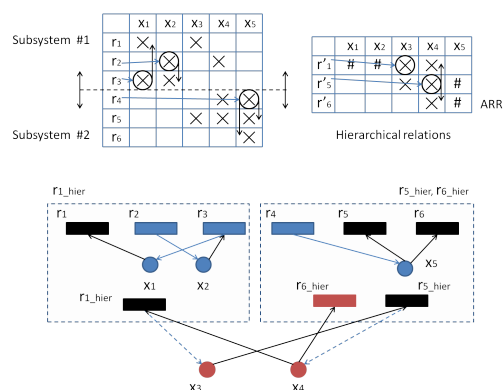 x1 x2 x3 x4 x5
Subsystem #1
r1
r2
r3
r4
r5
r6
Subsystem #2
x1 x2 x3 x4 x5
r'1 # #
r'5 #
r'6 #
ARR
Hierarchical relations
r1_hier
r5_hier, r6_hier
r1 r2 r3
r4 r5 r6
x1 x2
x5
r1_hier
r6_hier r5_hier
x3 x4